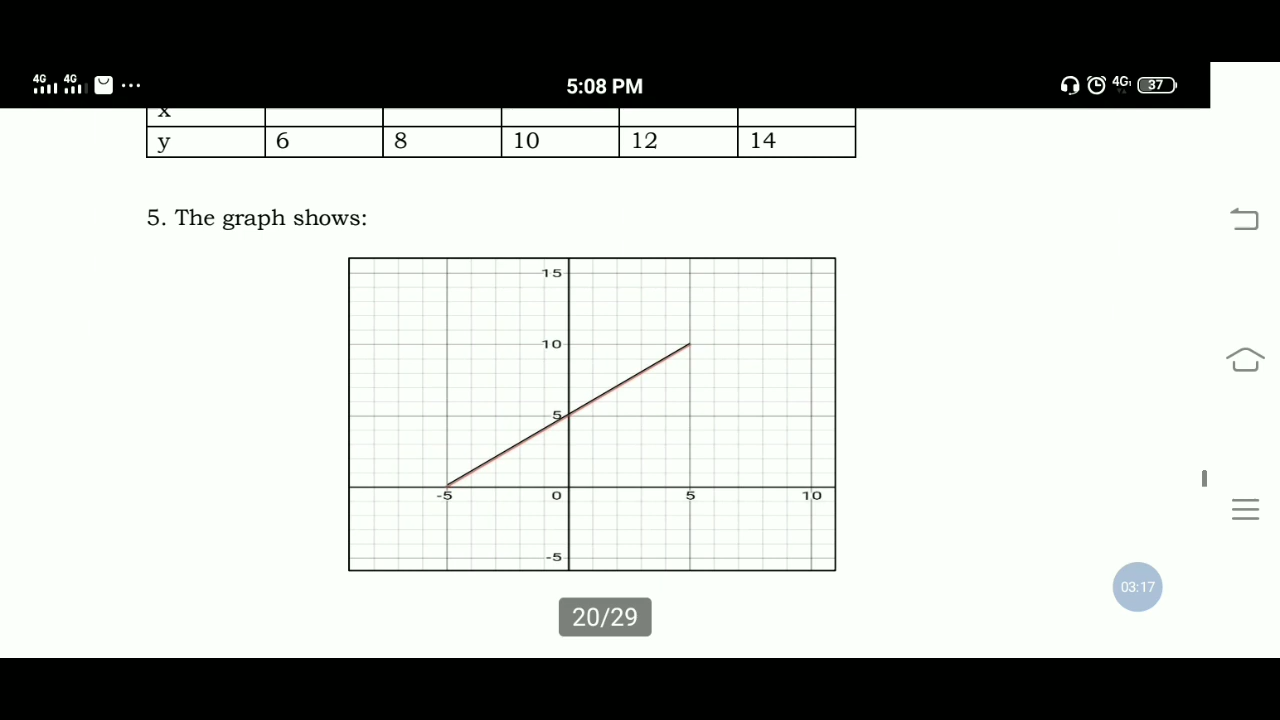 4G 4G ... 5:08 PM 4G 37
x
y 6 8 10 12 14
5. The graph shows:
15
10
5
-5 0 5 10
-5
03:17
20/29